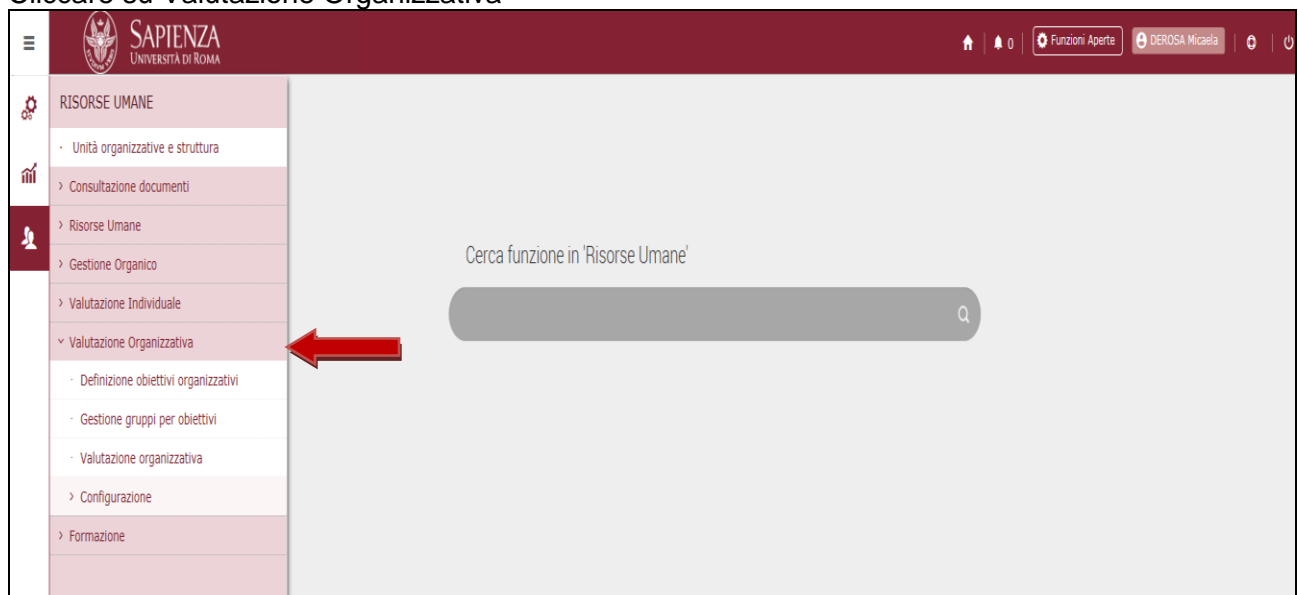 Cliccare su Valutazione Organizzativa
SAPIENZA
UNIVERSITÀ DI ROMA
0
Funzioni Aperte
DEROSA Micaela
RISORSE UMANE
Unità organizzative e struttura
Consultazione documenti
Risorse Umane
Gestione Organico
Valutazione Individuale
Valutazione Organizzativa
Definizione obiettivi organizzativi
Gestione gruppi per obiettivi
Valutazione organizzativa
Configurazione
Formazione
Cerca funzione in 'Risorse Umane'